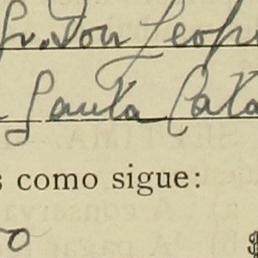 Sr. Don Leop
Santa Cata
s como sigue:
o
$